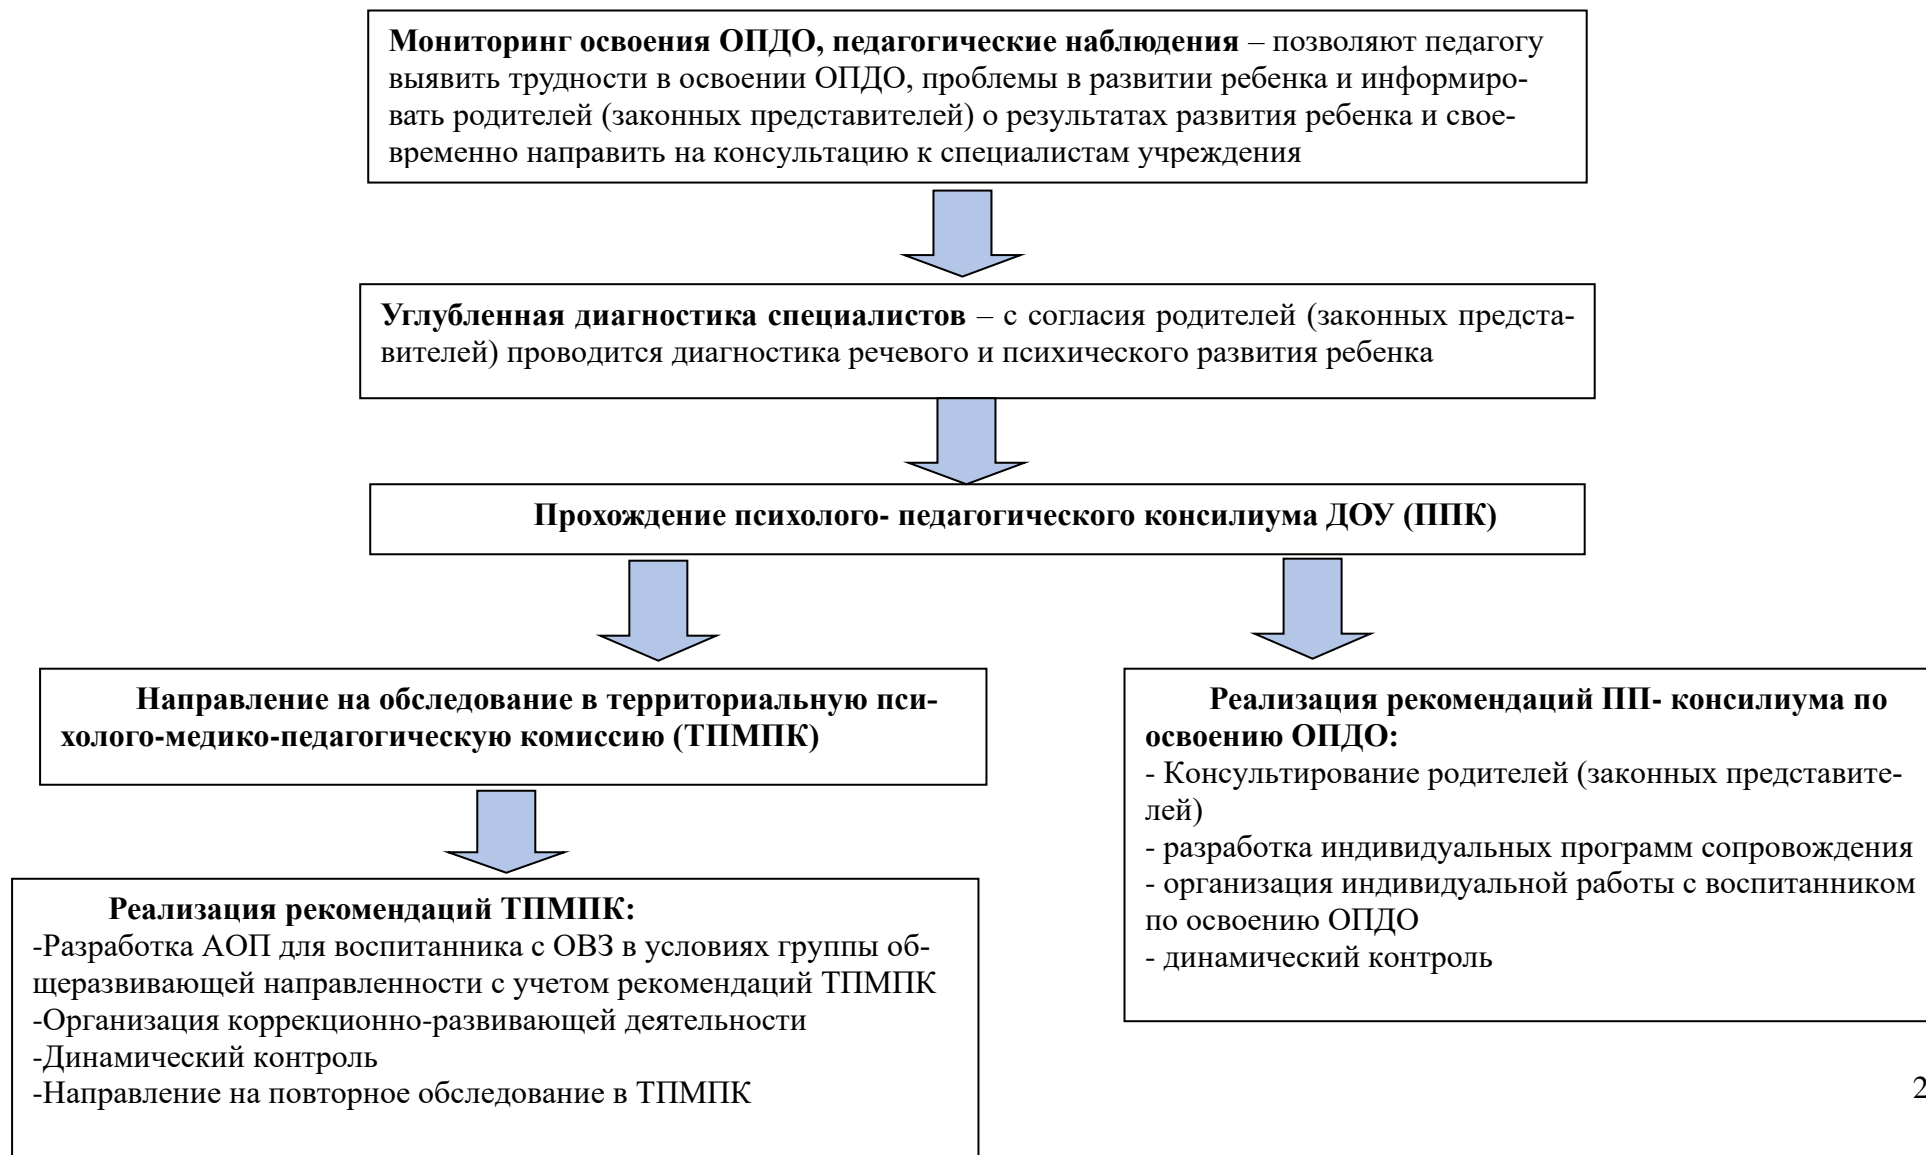 Мониторинг освоения ОПДО, педагогические наблюдения – позволяют педагогу
выявить трудности в освоении ОПДО, проблемы в развитии ребенка и информиро-
вать родителей (законных представителей) о результатах развития ребенка и свое-
временно направить на консультацию к специалистам учреждения
Углубленная диагностика специалистов – с согласия родителей (законных предста-
вителей) проводится диагностика речевого и психического развития ребенка
Прохождение психолого- педагогического консилиума ДОУ (ППК)
Направление на обследование в территориальную пси-
холого-медико-педагогическую комиссию (ТПМПК)
Реализация рекомендаций ТПМПК:
-Разработка АОП для воспитанника с ОВЗ в условиях группы об-
щеразвивающей направленности с учетом рекомендаций ТПМПК
-Организация коррекционно-развивающей деятельности
-Динамический контроль
-Направление на повторное обследование в ТПМПК
Реализация рекомендаций ПП- консилиума по
освоению ОПДО:
- Консультирование родителей (законных представите-
лей)
- разработка индивидуальных программ сопровождения
- организация индивидуальной работы с воспитанником
по освоению ОПДО
- динамический контроль
2